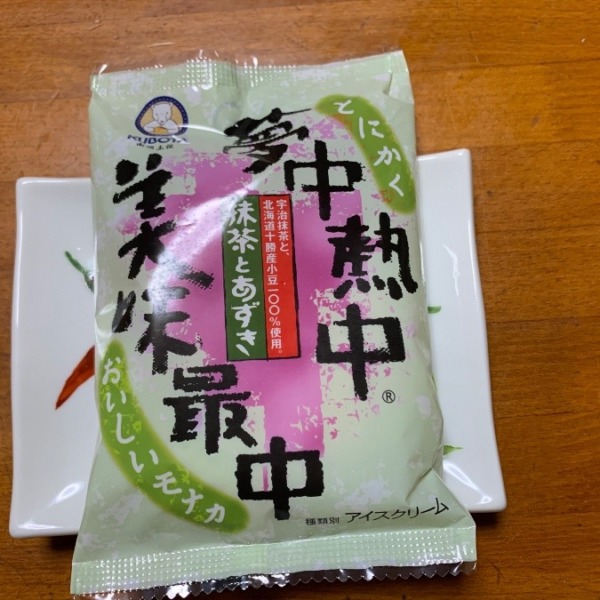 KUBOTA
とにかく
夢中熱中®
宇治抹茶と、
北海道十勝産小豆一〇〇%使用。
抹茶とあずき
美味最中
おいしいモナカ
種類別 アイスクリーム